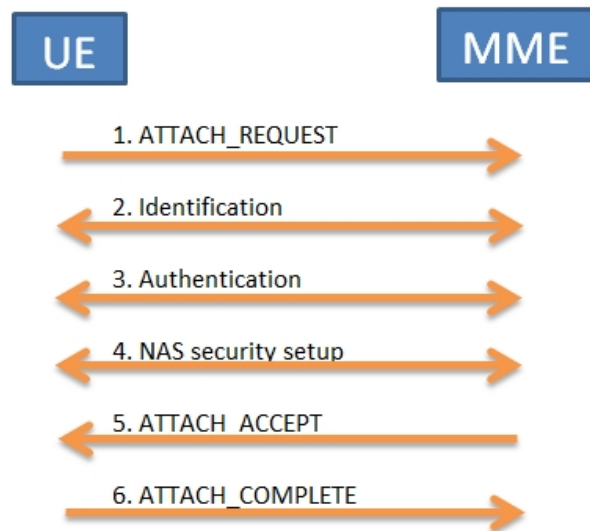 UE
MME
1. ATTACH_REQUEST
2. Identification
3. Authentication
4. NAS security setup
5. ATTACH_ACCEPT
6. ATTACH_COMPLETE